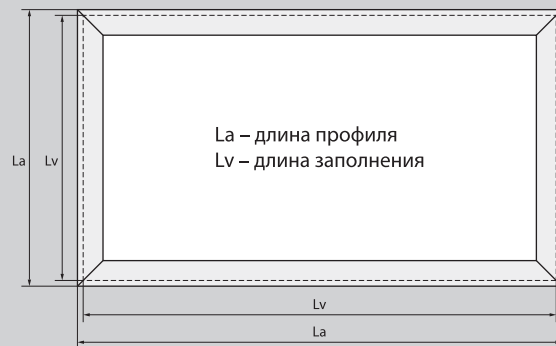 La – длина профиля
Lv – длина заполнения
La
Lv
Lv
La